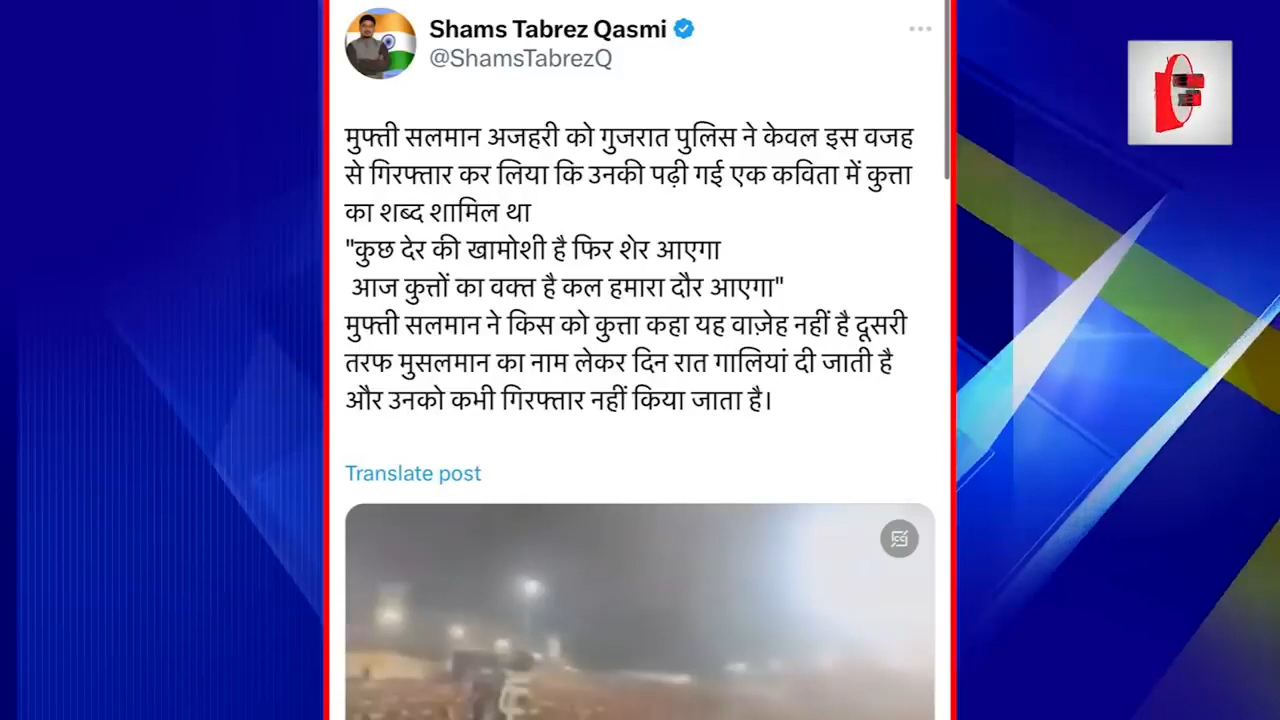 Shams Tabrez Qasmi
@ShamsTabrezQ
मुफ्ती सलमान अजहरी को गुजरात पुलिस ने केवल इस वजह
से गिरफ्तार कर लिया कि उनकी पढ़ी गई एक कविता में कुत्ता
का शब्द शामिल था
"कुछ देर की खामोशी है फिर शेर आएगा
आज कुत्तों का वक्त है कल हमारा दौर आएगा"
मुफ्ती सलमान ने किस को कुत्ता कहा यह वाज़ेह नहीं है दूसरी
तरफ मुसलमान का नाम लेकर दिन रात गालियां दी जाती है
और उनको कभी गिरफ्तार नहीं किया जाता है।
Translate post